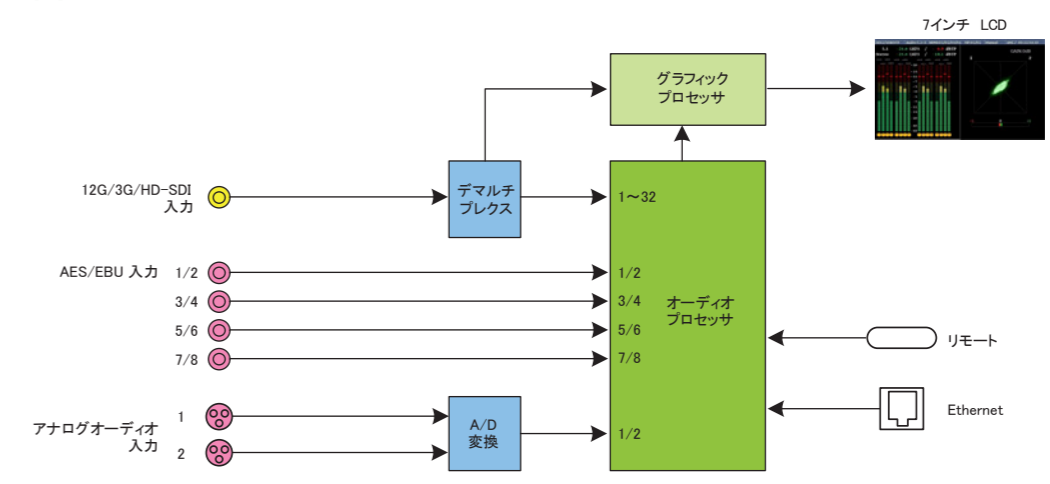 7インチ LCD
グラフィック
プロセッサ
12G/3G/HD-SDI
入力
デマルチ
プレクス
1〜32
AES/EBU 入力 1/2
1/2
3/4
3/4
オーディオ
プロセッサ
5/6
5/6
7/8
7/8
リモート
Ethernet
アナログオーディオ
入力
1
2
A/D
変換
1/2